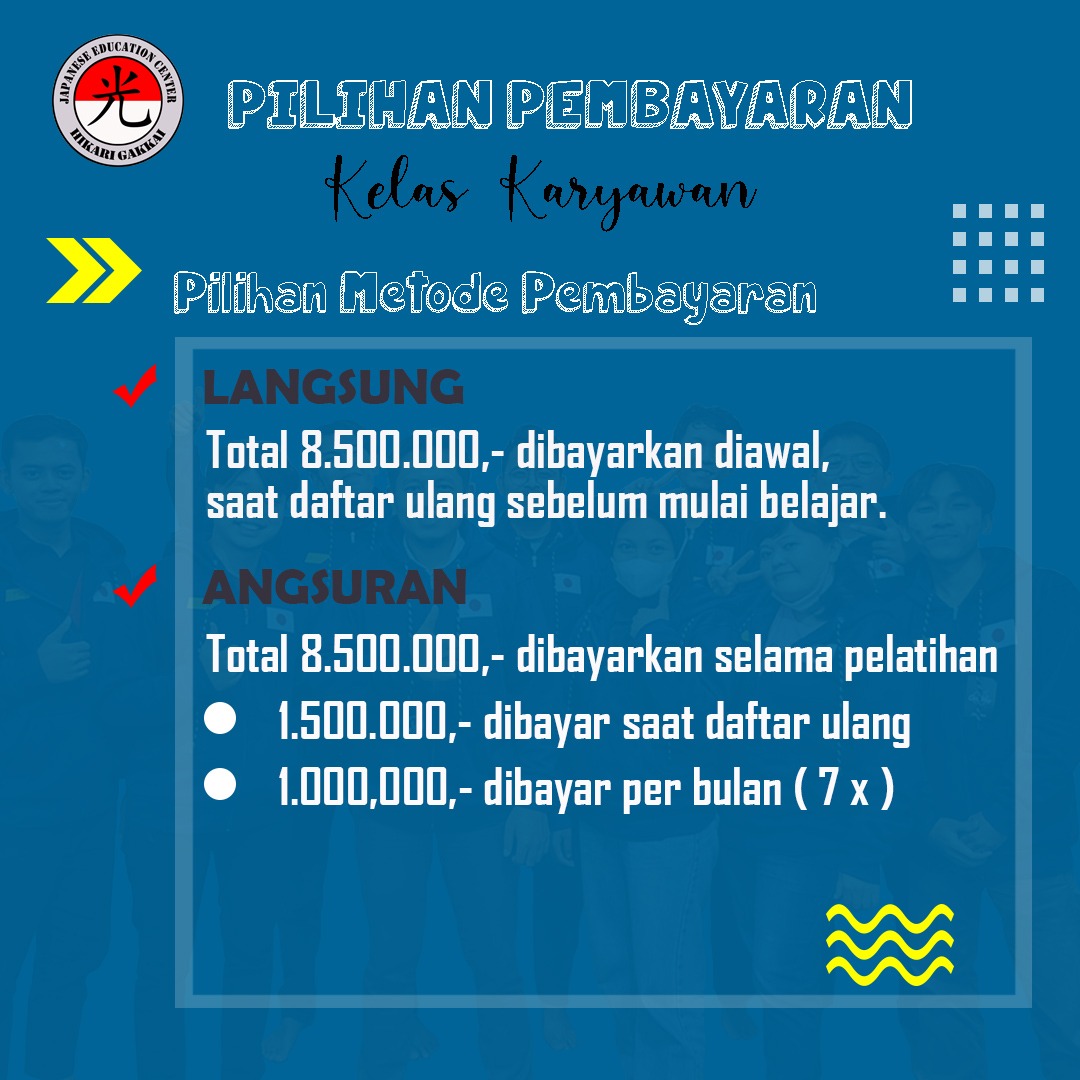 JAPANESE EDUCATION CENTER
光
HIKARI GAKKAI
PILIHAN PEMBAYARAN
Kelas Karyawan
Pilihan Metode Pembayaran
LANGSUNG
Total 8.500.000,- dibayarkan diawal,
saat daftar ulang sebelum mulai belajar.
ANGSURAN
Total 8.500.000,- dibayarkan selama pelatihan
1.500.000,- dibayar saat daftar ulang
1.000,000,- dibayar per bulan ( 7 x )